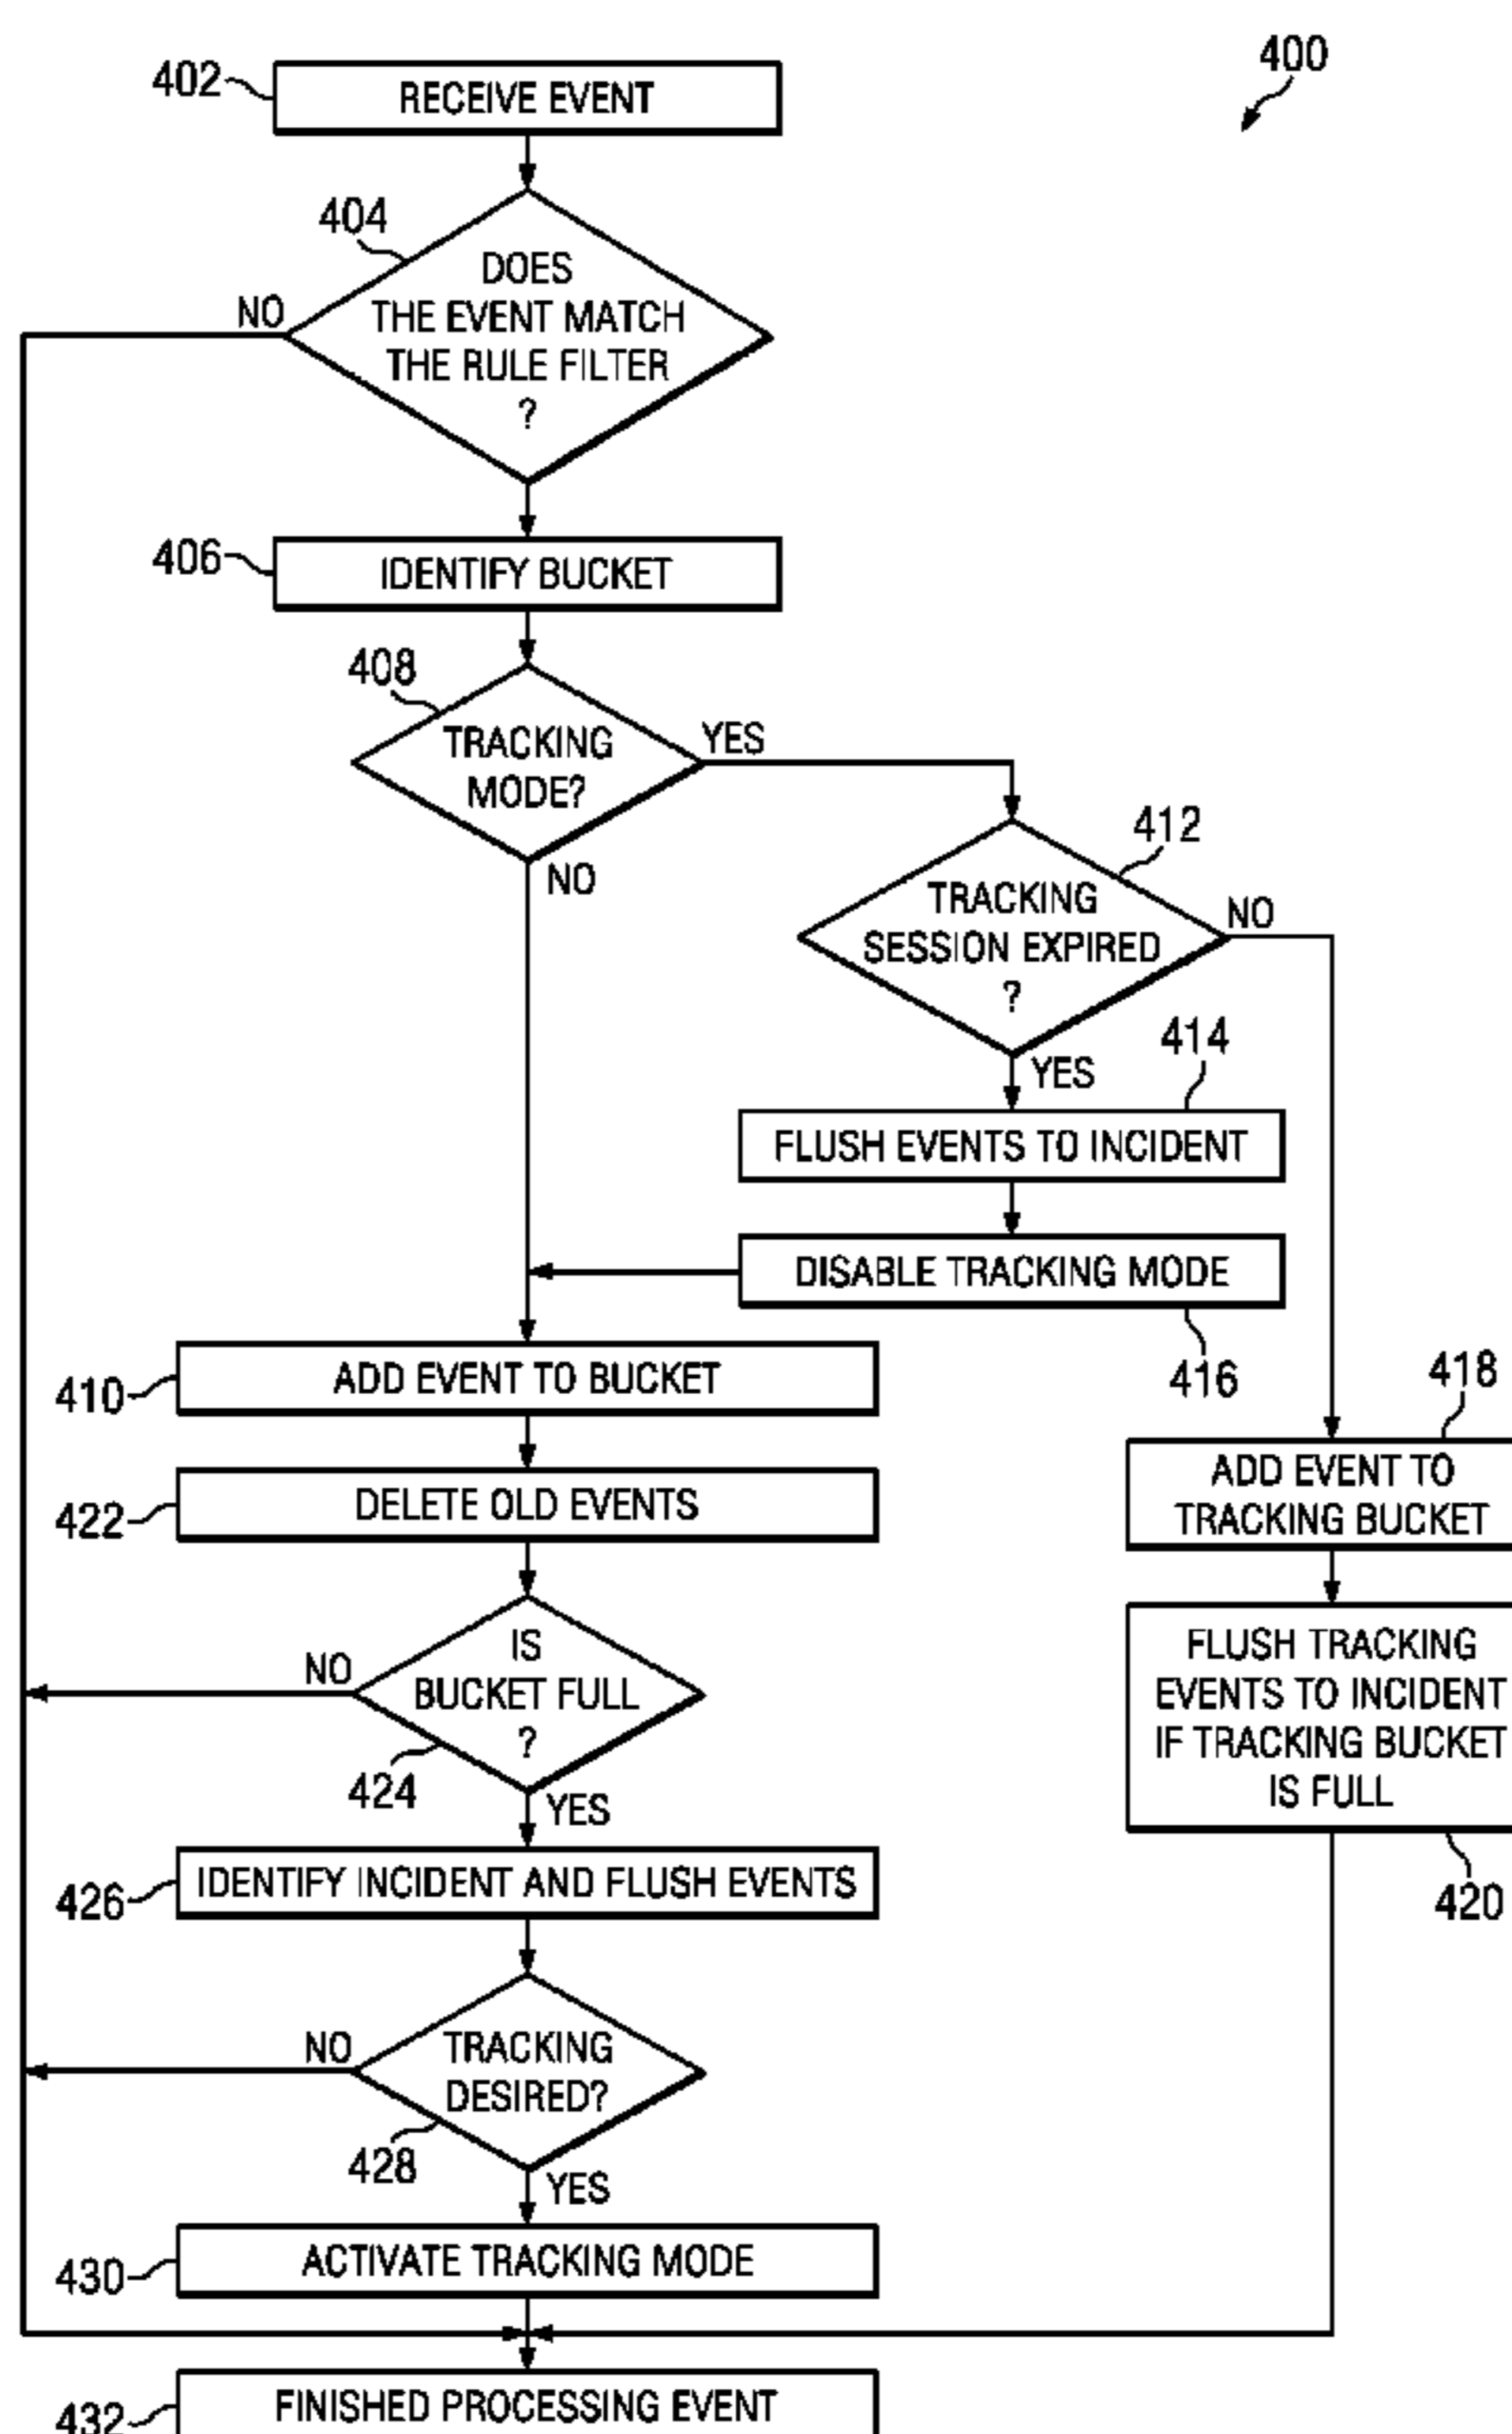 400
402
RECEIVE EVENT
404
DOES
THE EVENT MATCH
THE RULE FILTER
?
NO
406
IDENTIFY BUCKET
408
TRACKING
MODE?
YES
NO
412
TRACKING
SESSION EXPIRED
?
NO
YES
414
FLUSH EVENTS TO INCIDENT
DISABLE TRACKING MODE
416
410
ADD EVENT TO BUCKET
418
ADD EVENT TO
TRACKING BUCKET
422
DELETE OLD EVENTS
FLUSH TRACKING
EVENTS TO INCIDENT
IF TRACKING BUCKET
IS FULL
420
IS
BUCKET FULL
?
NO
424
YES
426
IDENTIFY INCIDENT AND FLUSH EVENTS
TRACKING
DESIRED?
NO
428
YES
430
ACTIVATE TRACKING MODE
432
FINISHED PROCESSING EVENT